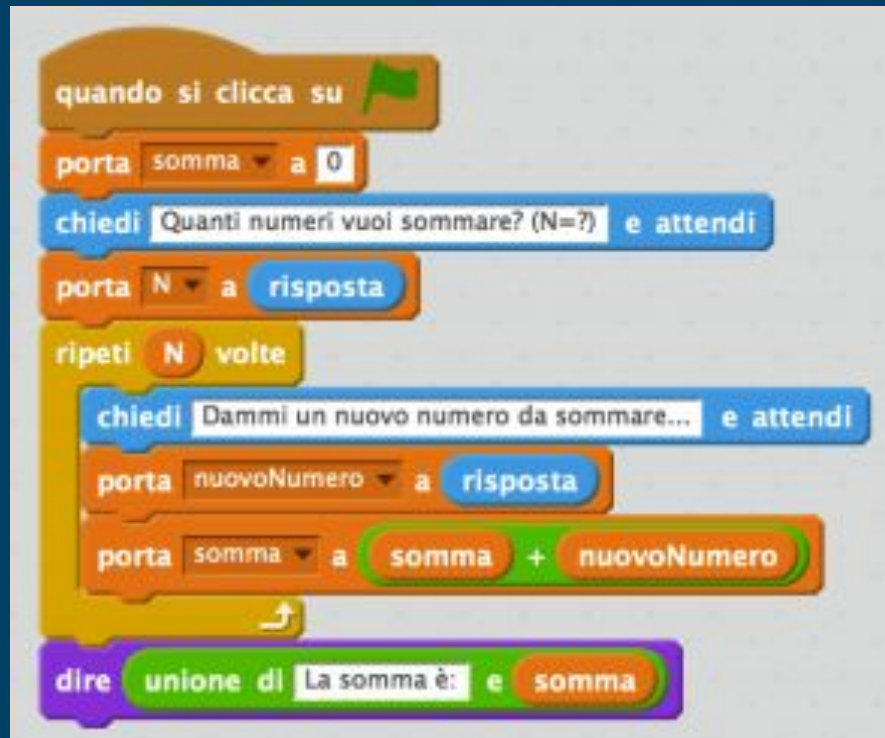 quando si clicca su
porta somma a 0
chiedi Quanti numeri vuoi sommare? (N=?) e attendi
porta N a risposta
ripeti N volte
chiedi Dammi un nuovo numero da sommare... e attendi
porta nuovoNumero a risposta
porta somma a somma + nuovoNumero
dire unione di La somma è: e somma